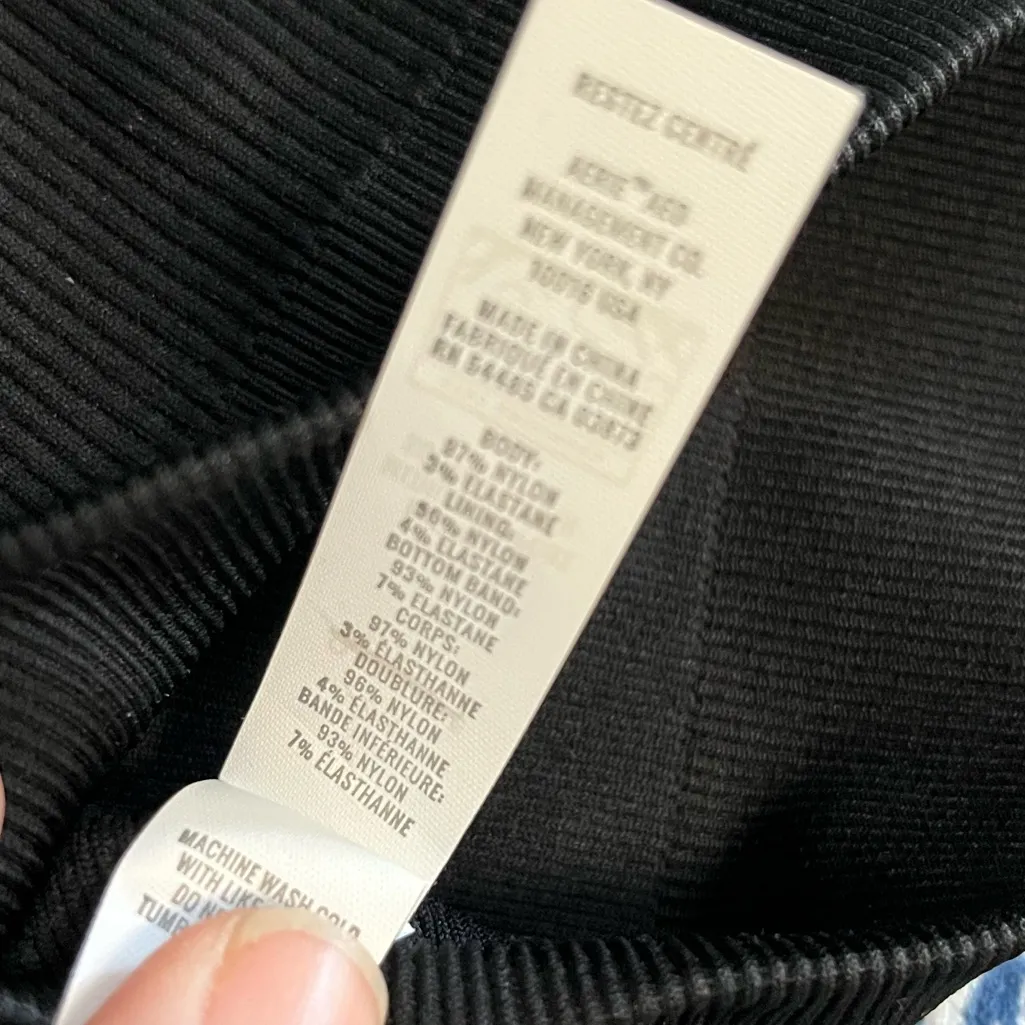 RESTEZ CENTRÉ
AERIE™ AEO
MANAGEMENT CO.
NEW YORK, NY
10016 USA
MADE IN CHINA
FABRIQUÉ EN CHINE
RN 54485 CA 03873
BODY:
97% NYLON
3% ELASTANE
LINING:
96% NYLON
4% ELASTANE
BOTTOM BAND:
93% NYLON
7% ELASTANE
CORPS:
97% NYLON
3% ÉLASTHANNE
DOUBLURE:
96% NYLON
4% ÉLASTHANNE
BANDE INFÉRIEURE:
93% NYLON
7% ÉLASTHANNE
MACHINE WASH COLD
WITH LIKE
DO